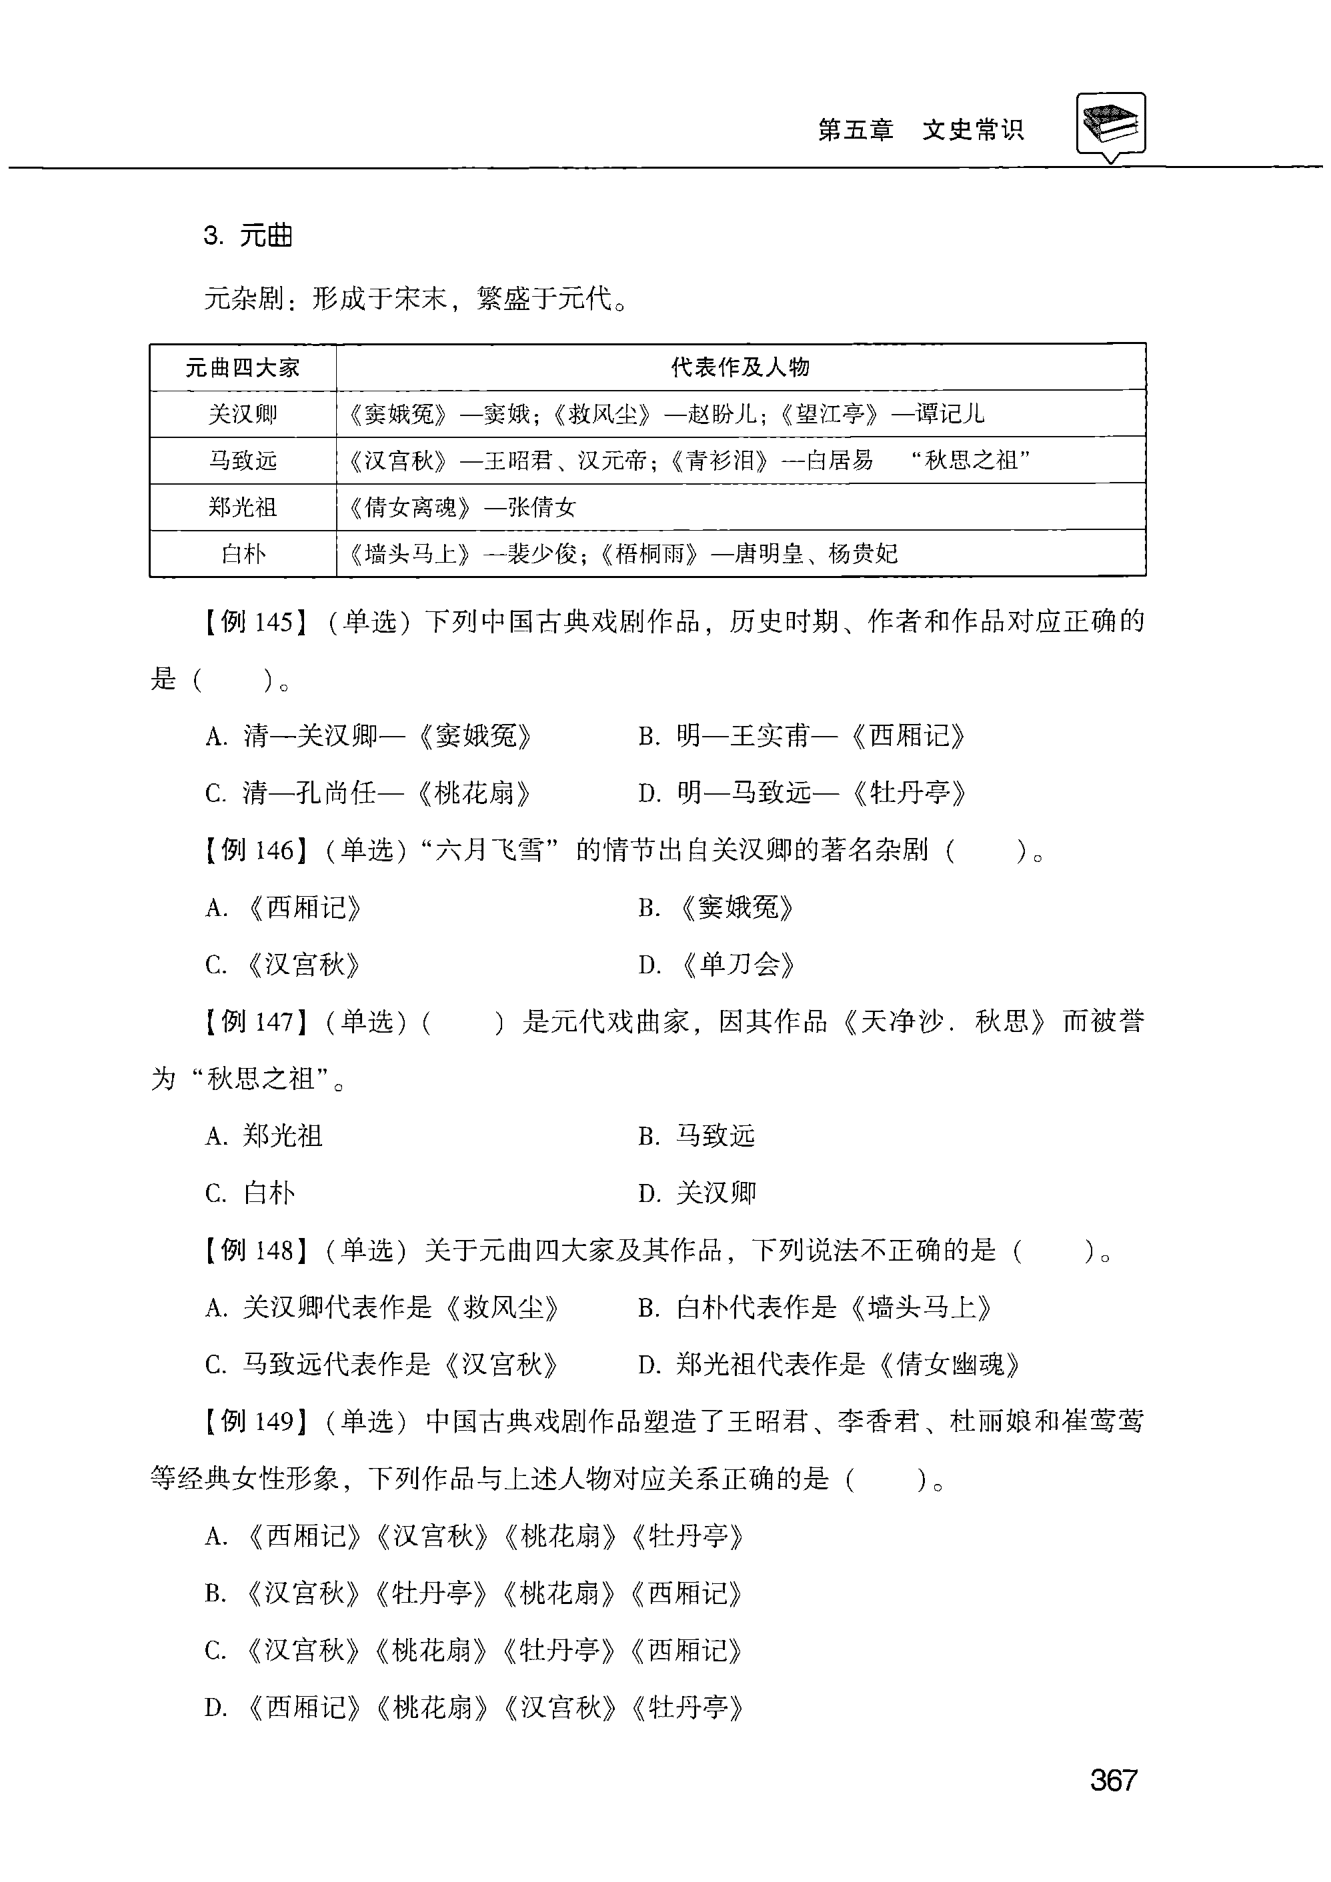 第五章 文史常识
3. 元曲
元杂剧：形成于宋末，繁盛于元代。
元曲四大家 代表作及人物
关汉卿 《窦娥冤》—窦娥；《救风尘》—赵盼儿；《望江亭》—谭记儿
马致远 《汉宫秋》—王昭君、汉元帝；《青衫泪》—白居易 “秋思之祖”
郑光祖 《倩女离魂》—张倩女
白朴 《墙头马上》—裴少俊；《梧桐雨》—唐明皇、杨贵妃
【例 145】（单选）下列中国古典戏剧作品，历史时期、作者和作品对应正确的
是（ ）。
A. 清—关汉卿—《窦娥冤》 B. 明—王实甫—《西厢记》
C. 清—孔尚任—《桃花扇》 D. 明—马致远—《牡丹亭》
【例 146】（单选）“六月飞雪”的情节出自关汉卿的著名杂剧（ ）。
A. 《西厢记》 B. 《窦娥冤》
C. 《汉宫秋》 D. 《单刀会》
【例 147】（单选）（ ）是元代戏曲家，因其作品《天净沙．秋思》而被誉
为“秋思之祖”。
A. 郑光祖 B. 马致远
C. 白朴 D. 关汉卿
【例 148】（单选）关于元曲四大家及其作品，下列说法不正确的是（ ）。
A. 关汉卿代表作是《救风尘》 B. 白朴代表作是《墙头马上》
C. 马致远代表作是《汉宫秋》 D. 郑光祖代表作是《倩女幽魂》
【例 149】（单选）中国古典戏剧作品塑造了王昭君、李香君、杜丽娘和崔莺莺
等经典女性形象，下列作品与上述人物对应关系正确的是（ ）。
A. 《西厢记》《汉宫秋》《桃花扇》《牡丹亭》
B. 《汉宫秋》《牡丹亭》《桃花扇》《西厢记》
C. 《汉宫秋》《桃花扇》《牡丹亭》《西厢记》
D. 《西厢记》《桃花扇》《汉宫秋》《牡丹亭》
367